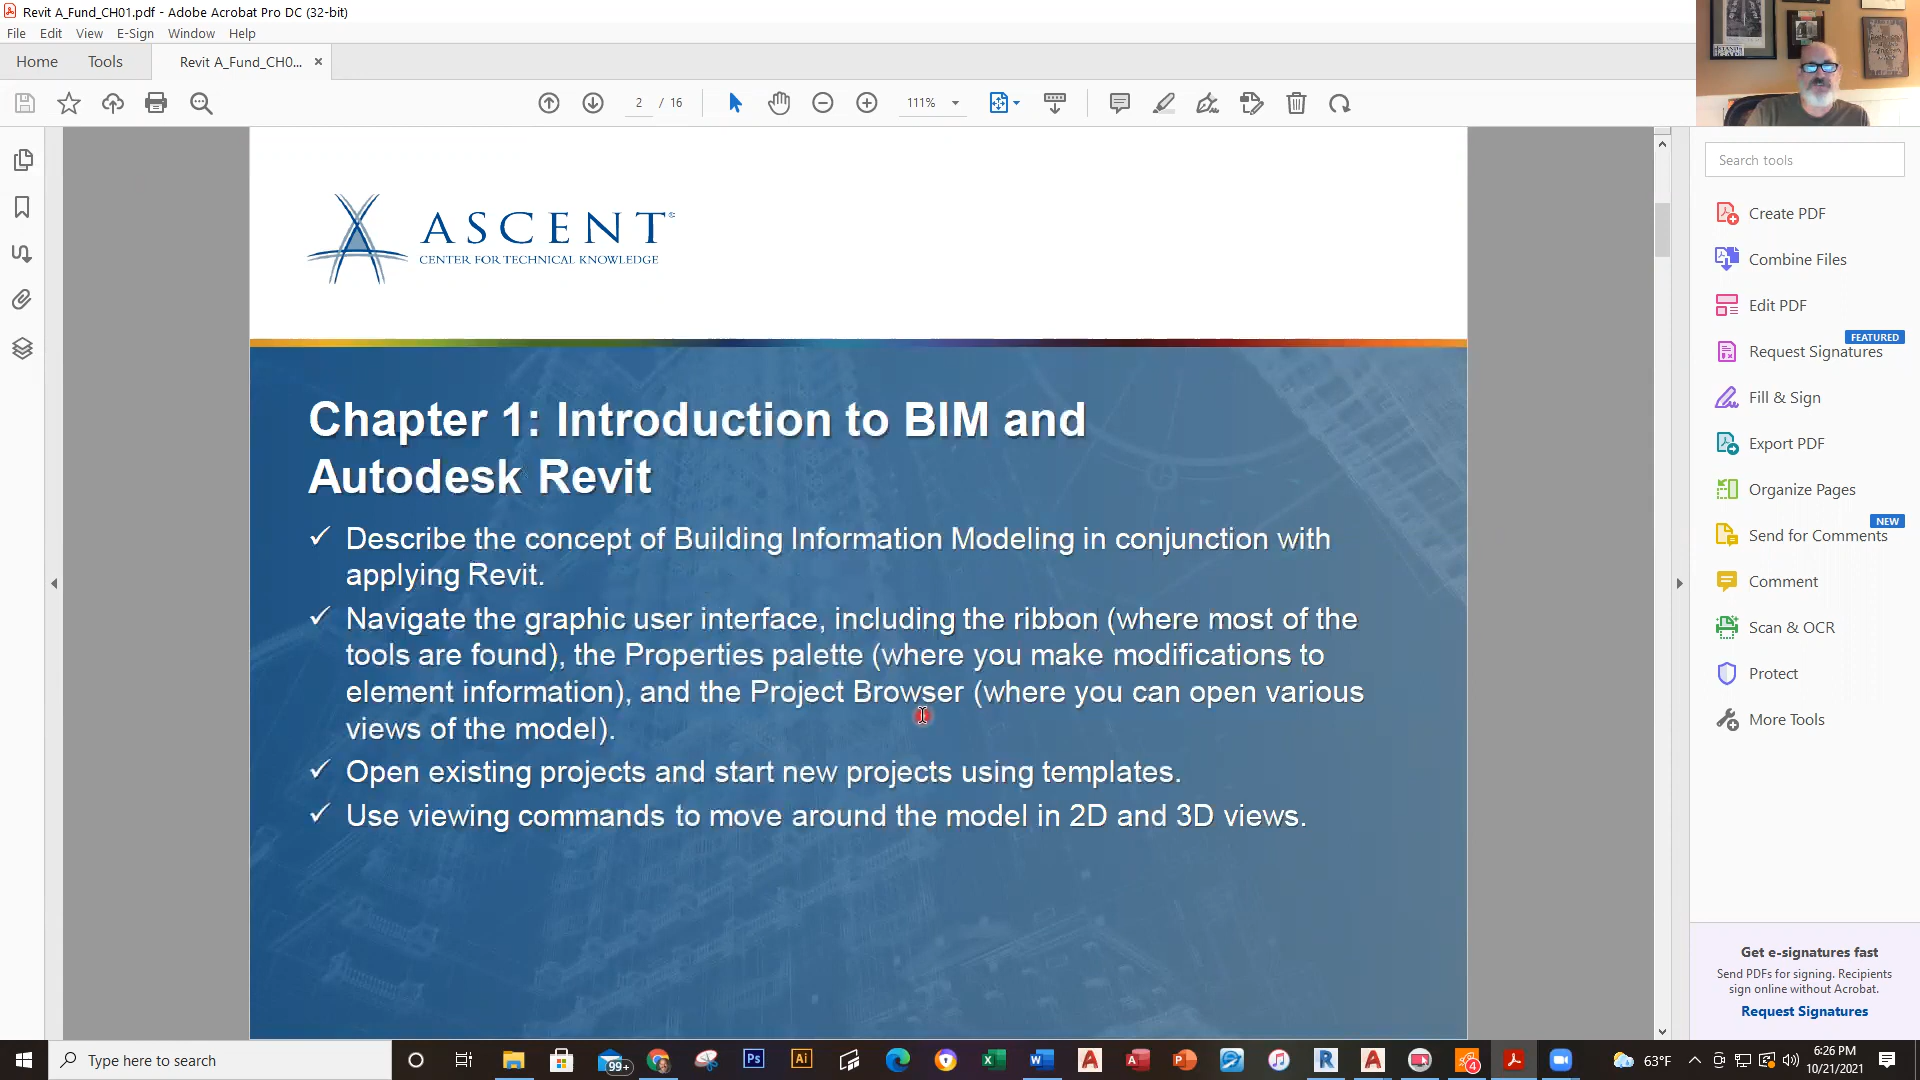 Revit A_Fund_CH01.pdf - Adobe Acrobat Pro DC (32-bit)
File Edit View E-Sign Window Help
Home Tools Revit A_Fund_CH0... ×
2 / 16 111%
ASCENT®
CENTER FOR TECHNICAL KNOWLEDGE
Chapter 1: Introduction to BIM and
Autodesk Revit
✓ Describe the concept of Building Information Modeling in conjunction with
applying Revit.
✓ Navigate the graphic user interface, including the ribbon (where most of the
tools are found), the Properties palette (where you make modifications to
element information), and the Project Browser (where you can open various
views of the model).
✓ Open existing projects and start new projects using templates.
✓ Use viewing commands to move around the model in 2D and 3D views.
Search tools
Create PDF
Combine Files
Edit PDF
FEATURED
Request Signatures
Fill & Sign
Export PDF
Organize Pages
NEW
Send for Comments
Comment
Scan & OCR
Protect
More Tools
Get e-signatures fast
Send PDFs for signing. Recipients
sign online without Acrobat.
Request Signatures
Type here to search
99+
Ps
Ai
4
63°F
6:26 PM
10/21/2021